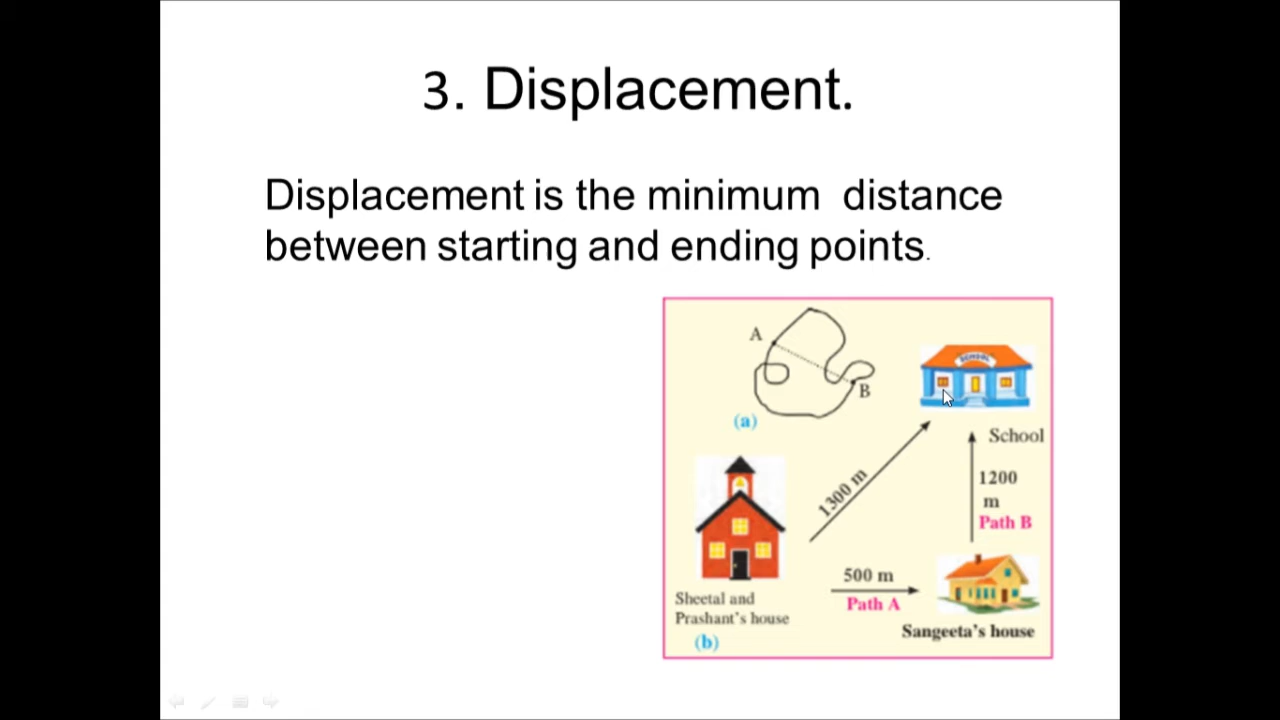 3. Displacement.
Displacement is the minimum distance
between starting and ending points.
A
B
(a)
SCHOOL
School
1300 m
1200
m
Path B
500 m
Path A
Sheetal and
Prashant's house
(b)
Sangeeta's house